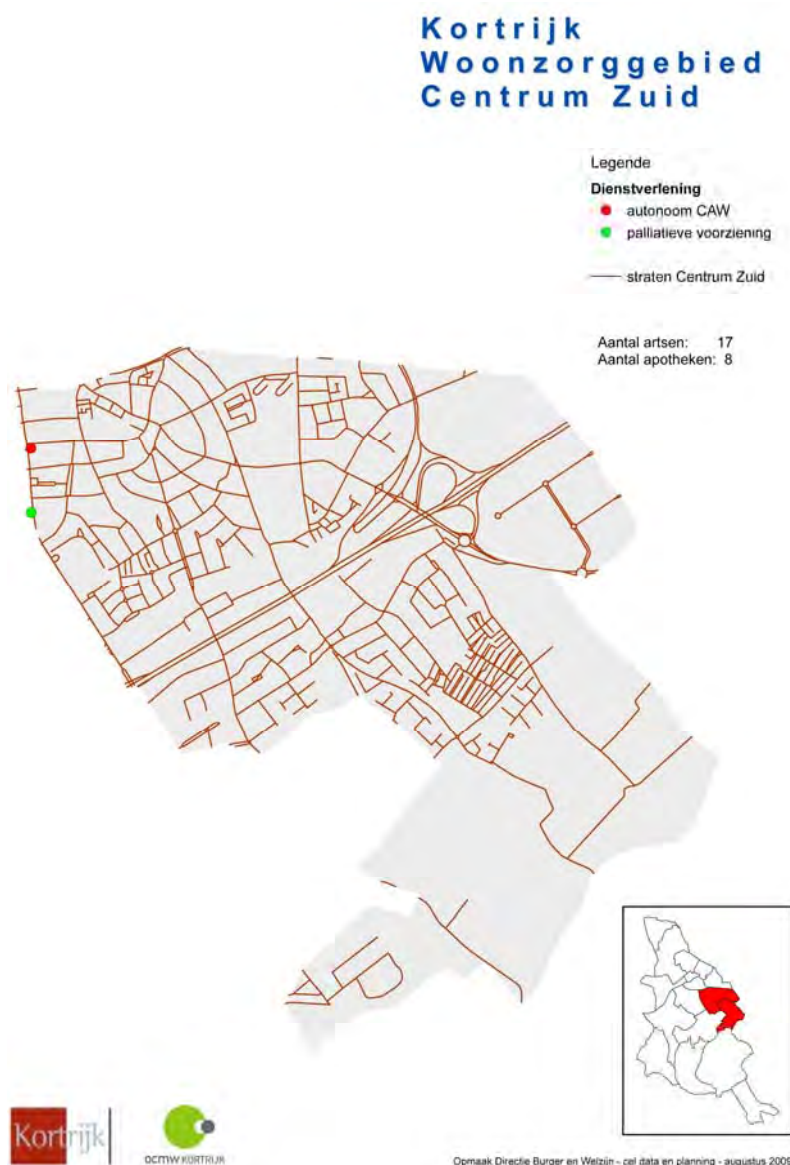 Kortrijk
Woonzorggebied
Centrum Zuid
Legende
Dienstverlening
autonoom CAW
palliatieve voorziening
straten Centrum Zuid
Aantal artsen: 17
Aantal apotheken: 8
Kortrijk
OCMW KORTRIJK
Opmaak Directie Burger en Welzijn - cel data en planning - augustus 2009